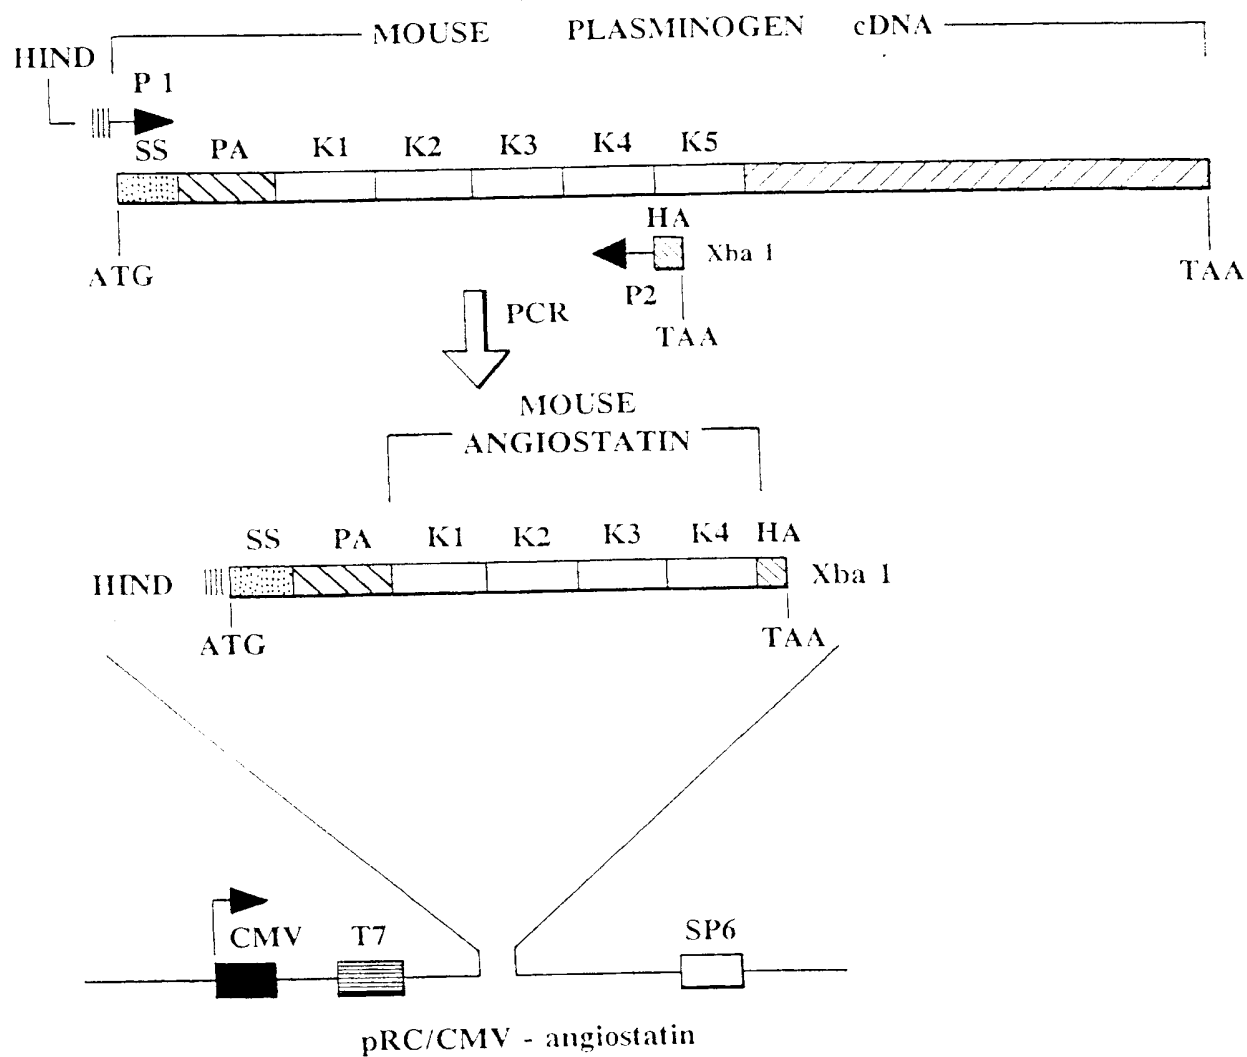 MOUSE PLASMINOGEN cDNA
HIND
P 1
SS PA K1 K2 K3 K4 K5
HA
Xba 1
ATG
P2
TAA
TAA
PCR
MOUSE
ANGIOSTATIN
SS PA K1 K2 K3 K4 HA
HIND
Xba 1
ATG
TAA
CMV T7 SP6
pRC/CMV - angiostatin